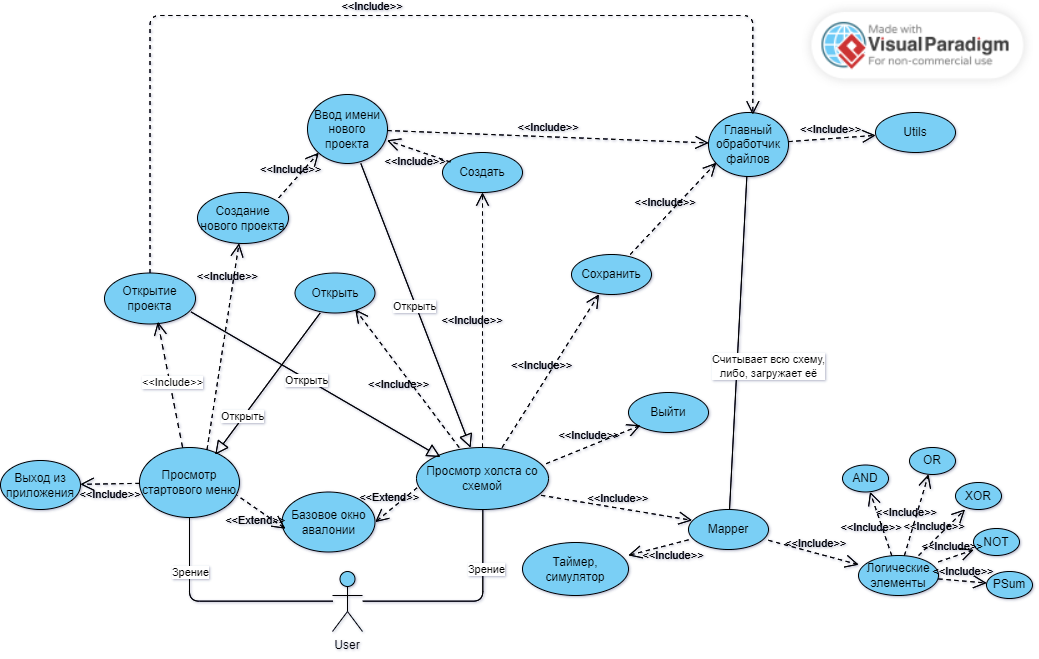 <<Include>>
Made with
VisualParadigm
For non-commercial use
Ввод имени
нового
проекта
<<Include>>
Главный
обработчик
файлов
<<Include>>
Utils
<<Include>>
<<Include>>
Создать
Создание
нового проекта
<<Include>>
<<Include>>
Открытие
проекта
Открыть
Сохранить
Открыть
<<Include>>
<<Include>>
Считывает всю схему,
либо, загружает её
<<Include>>
Открыть
<<Include>>
Открыть
Выйти
<<Include>>
Выход из
приложения
<<Include>>
Просмотр
стартового меню
Просмотр холста со
схемой
<<Extend>>
<<Extend>>
Базовое окно
авалонии
<<Include>>
Mapper
AND
OR
XOR
NOT
PSum
<<Include>>
<<Include>>
<<Include>>
<<Include>>
<<Include>>
<<Include>>
<<Include>>
Логические
элементы
Таймер,
симулятор
Зрение
Зрение
User